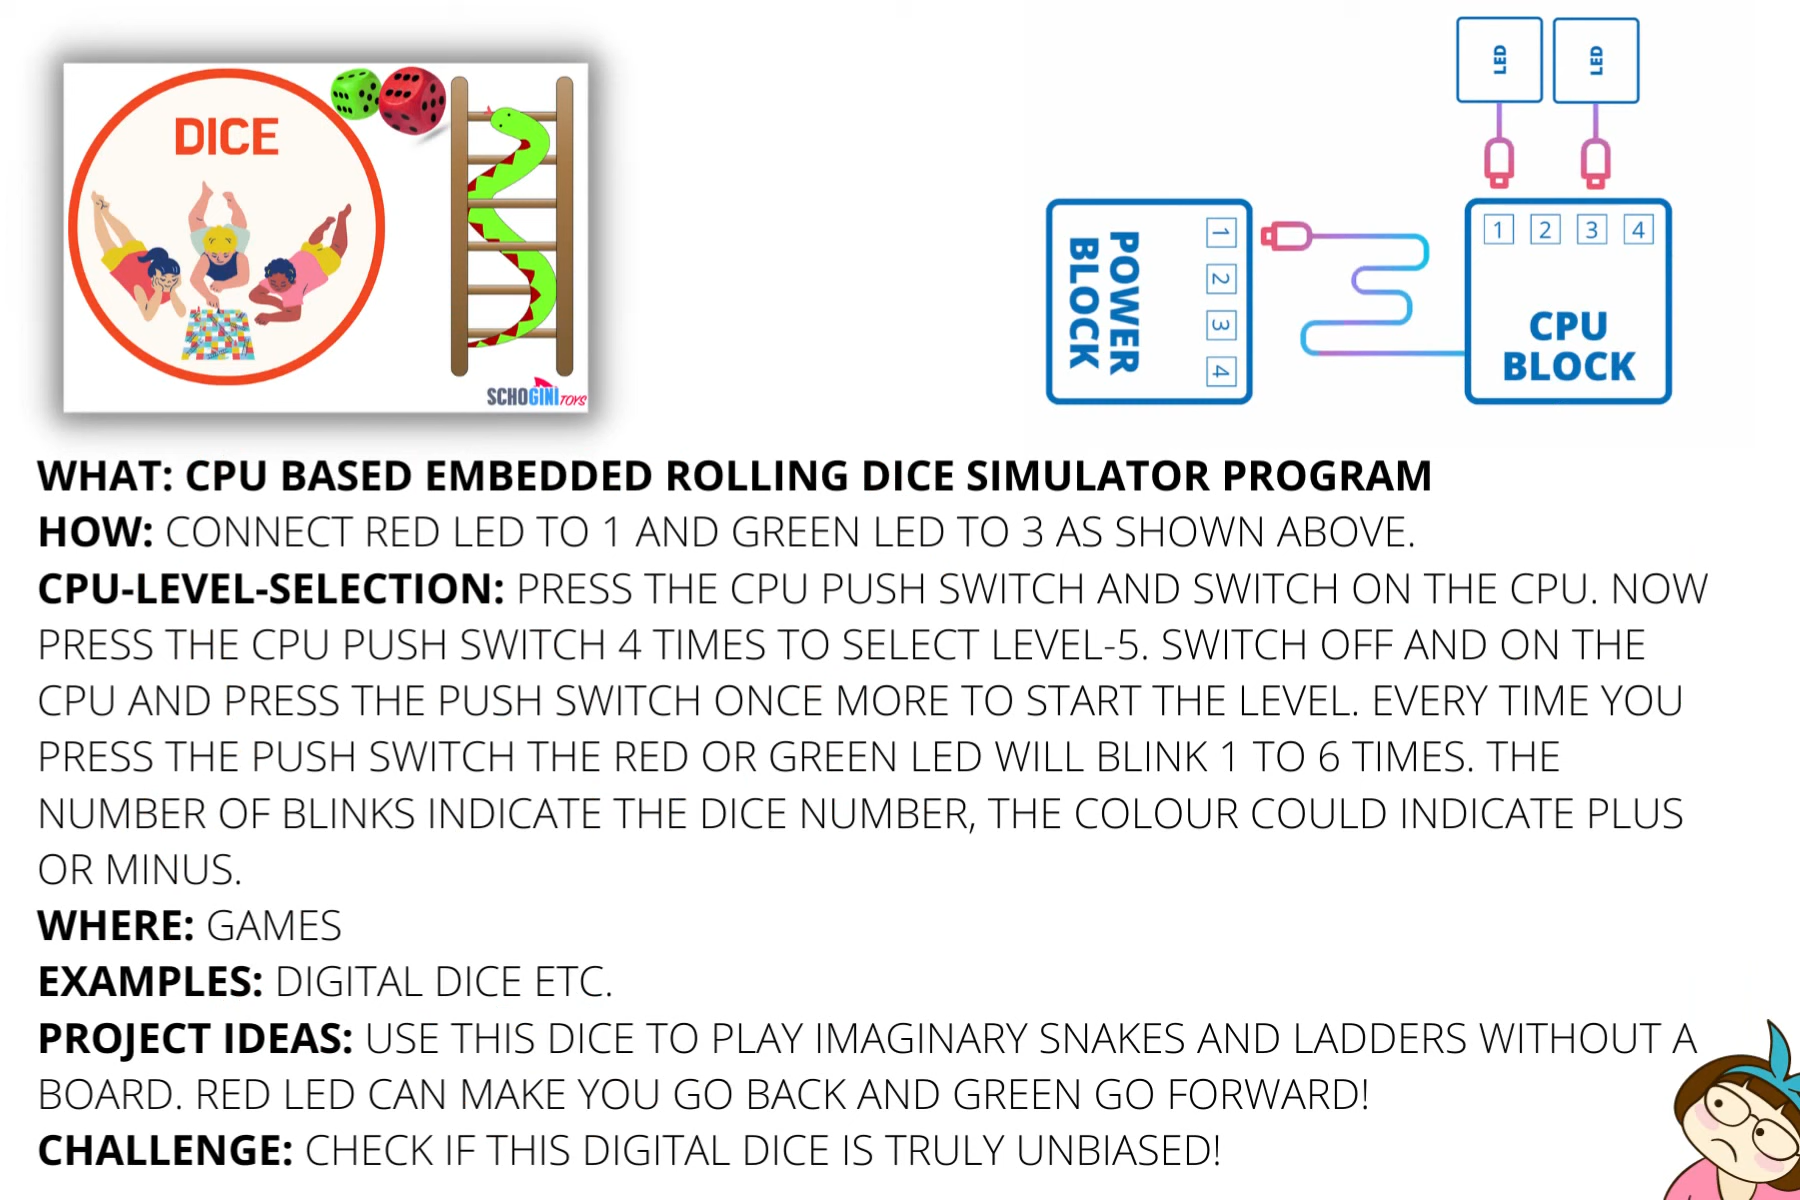 DICE
SCHOGINI TOYS
LED
LED
POWER
BLOCK
1
2
3
4
1 2 3 4
CPU
BLOCK
WHAT: CPU BASED EMBEDDED ROLLING DICE SIMULATOR PROGRAM
HOW: CONNECT RED LED TO 1 AND GREEN LED TO 3 AS SHOWN ABOVE.
CPU-LEVEL-SELECTION: PRESS THE CPU PUSH SWITCH AND SWITCH ON THE CPU. NOW
PRESS THE CPU PUSH SWITCH 4 TIMES TO SELECT LEVEL-5. SWITCH OFF AND ON THE
CPU AND PRESS THE PUSH SWITCH ONCE MORE TO START THE LEVEL. EVERY TIME YOU
PRESS THE PUSH SWITCH THE RED OR GREEN LED WILL BLINK 1 TO 6 TIMES. THE
NUMBER OF BLINKS INDICATE THE DICE NUMBER, THE COLOUR COULD INDICATE PLUS
OR MINUS.
WHERE: GAMES
EXAMPLES: DIGITAL DICE ETC.
PROJECT IDEAS: USE THIS DICE TO PLAY IMAGINARY SNAKES AND LADDERS WITHOUT A
BOARD. RED LED CAN MAKE YOU GO BACK AND GREEN GO FORWARD!
CHALLENGE: CHECK IF THIS DIGITAL DICE IS TRULY UNBIASED!